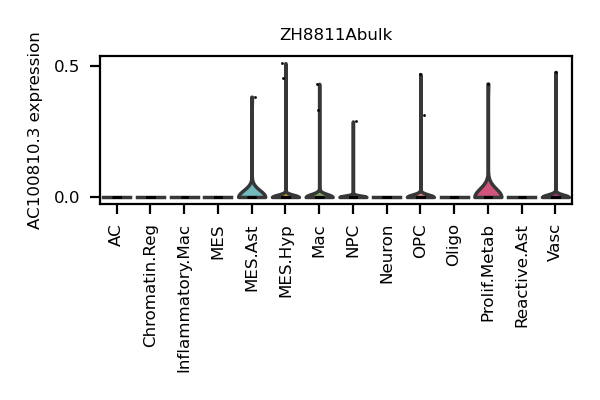 ZH8811Abulk
AC100810.3 expression
0.5
0.0
AC
Chromatin.Reg
Inflammatory.Mac
MES
MES.Ast
MES.Hyp
Mac
NPC
Neuron
OPC
Oligo
Prolif.Metab
Reactive.Ast
Vasc